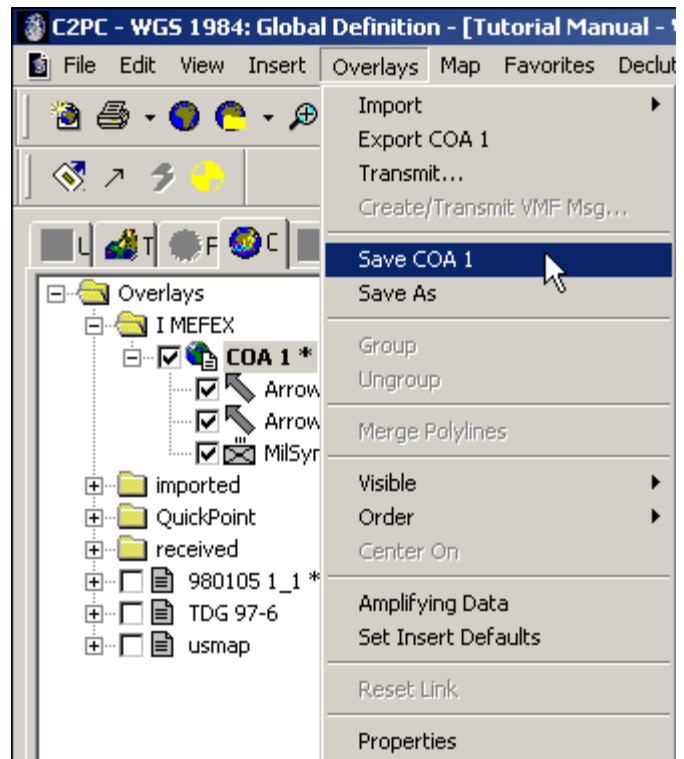 C2PC - WGS 1984: Global Definition - [Tutorial Manual -
File Edit View Insert Overlays Map Favorites Declut
L T F C
Import
Export COA 1
Transmit...
Create/Transmit VMF Msg...
Save COA 1
Save As
Group
Ungroup
Merge Polylines
Visible
Order
Center On
Amplifying Data
Set Insert Defaults
Reset Link
Properties
Overlays
I MEFEX
COA 1 *
Arrow
Arrow
MilSyr
imported
QuickPoint
received
980105 1_1 *
TDG 97-6
usmap